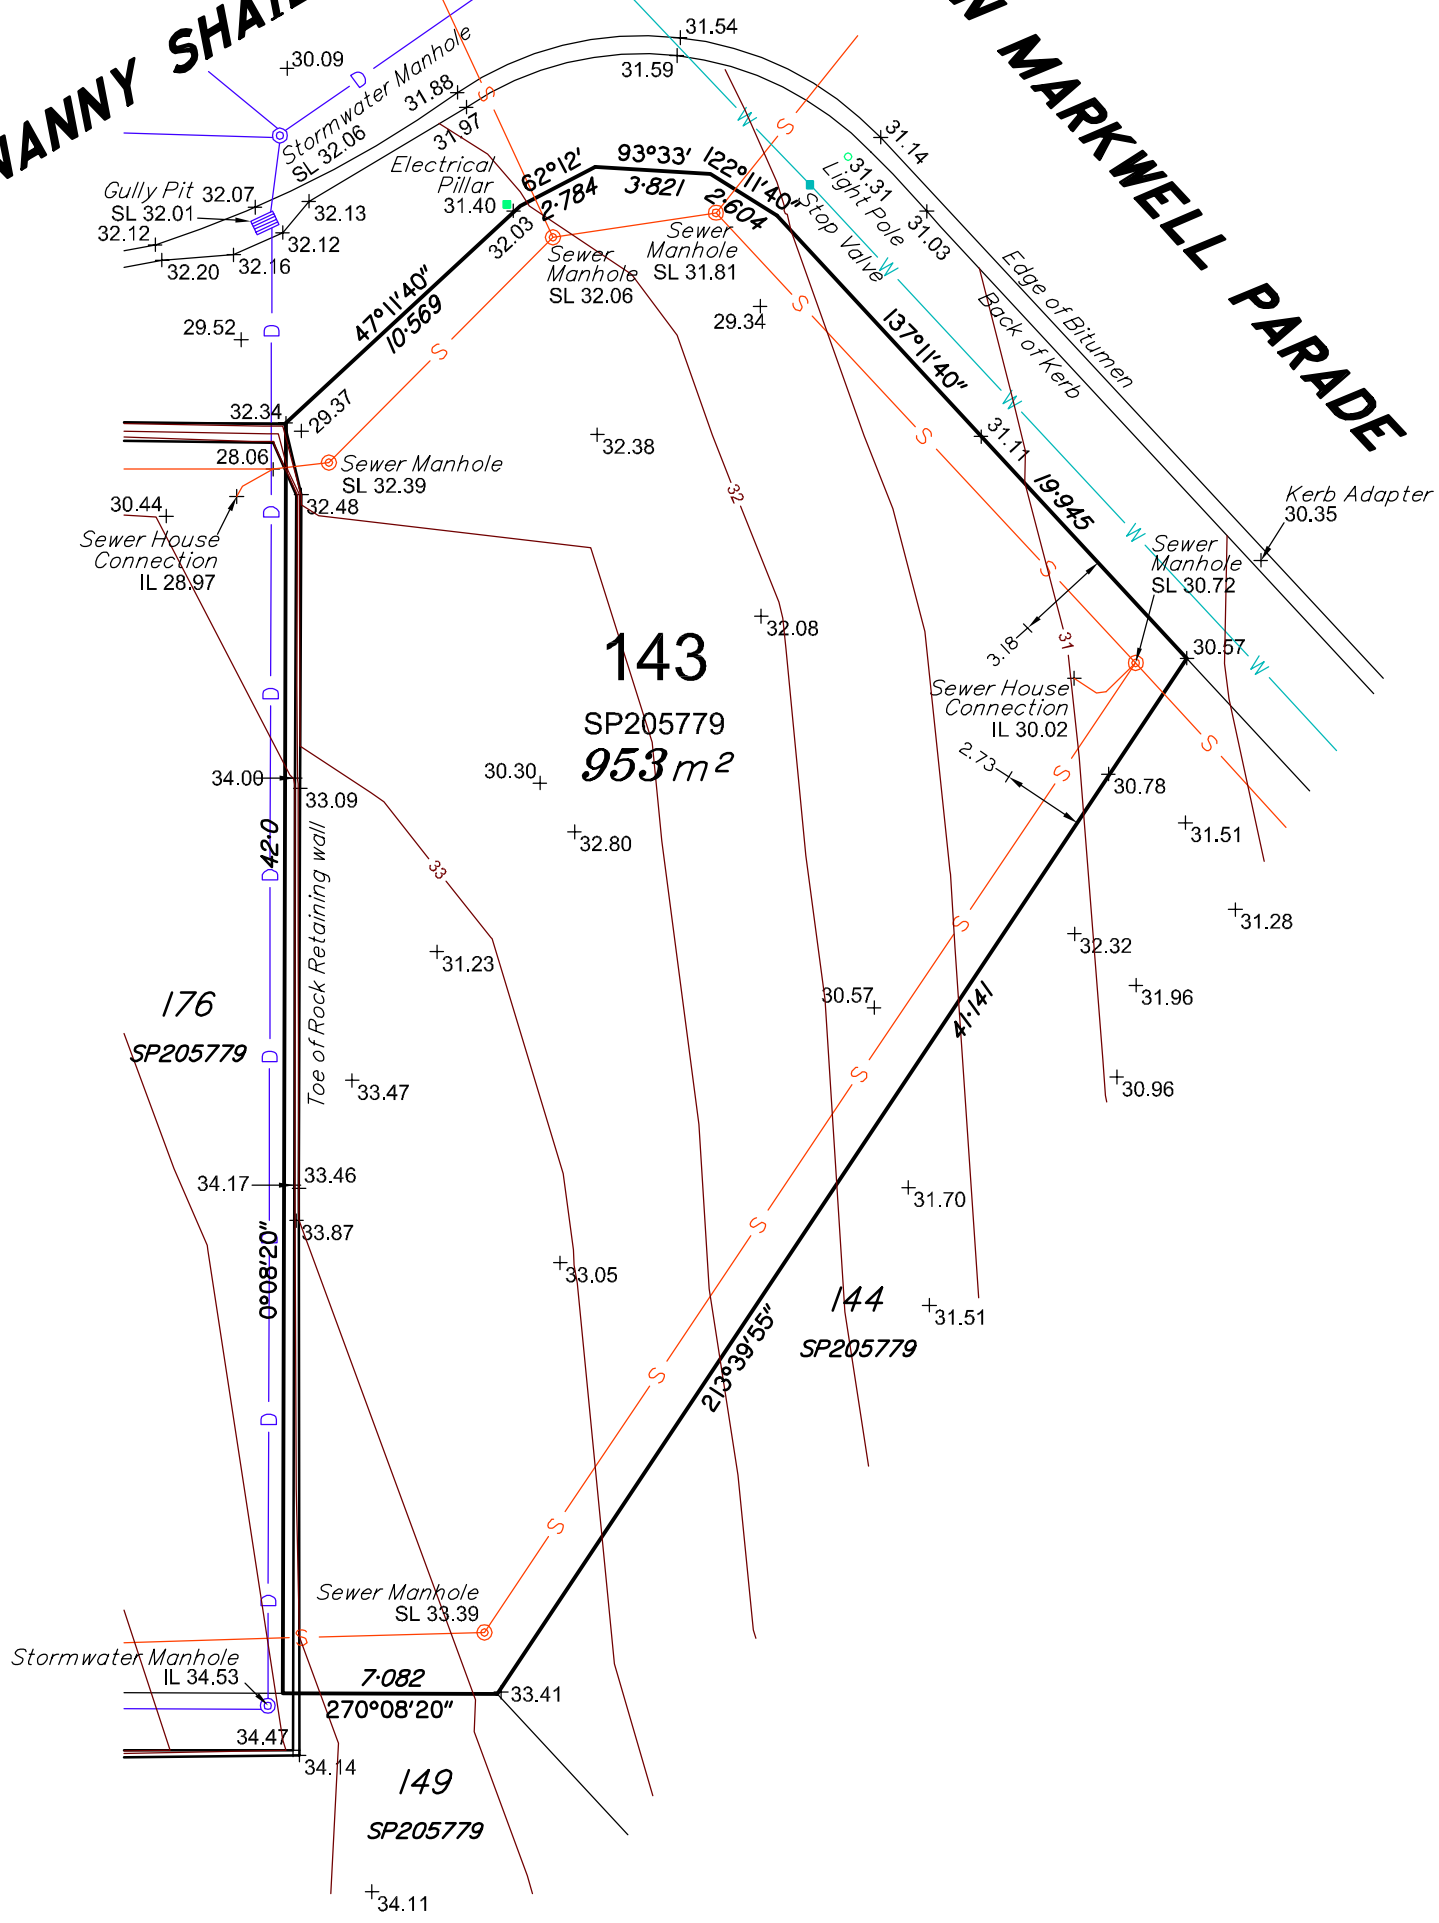 NANNY SHAIL
N MARKWELL PARADE
31.54
31.59
30.09
Stormwater Manhole
SL 32.06
31.88
31.97
Electrical
Pillar
31.40
Gully Pit
SL 32.01
32.07
32.13
32.12
32.12
32.20
32.16
62°12'
2·784
93°33'
3·821
122°11'40"
2·604
31.31
Light Pole
Stop Valve
31.14
31.03
Edge of Bitumen
Back of Kerb
32.03
Sewer
Manhole
SL 32.06
Sewer
Manhole
SL 31.81
29.34
29.52
47°11'40"
10·569
137°11'40"
19·945
32.34
29.37
28.06
Sewer Manhole
SL 32.39
32.48
30.44
Sewer House
Connection
IL 28.97
32.38
32
31.11
Kerb Adapter
30.35
Sewer
Manhole
SL 30.72
3.18
31
30.57
32.08
143
SP205779
953m²
Sewer House
Connection
IL 30.02
2.73
30.78
30.30
32.80
34.00
33.09
42·0
Toe of Rock Retaining wall
33
31.51
31.28
32.32
31.96
30.96
31.23
30.57
41·141
176
SP205779
33.47
34.17
33.46
33.87
0°08'20"
33.05
31.70
31.51
144
SP205779
213°39'55"
Sewer Manhole
SL 33.39
Stormwater Manhole
IL 34.53
7·082
270°08'20"
33.41
34.47
34.14
149
SP205779
34.11
D
D
D
D
D
D
D
D
D
S
S
S
S
S
S
S
S
S
S
S
S
S
S
W
W
W
W
W